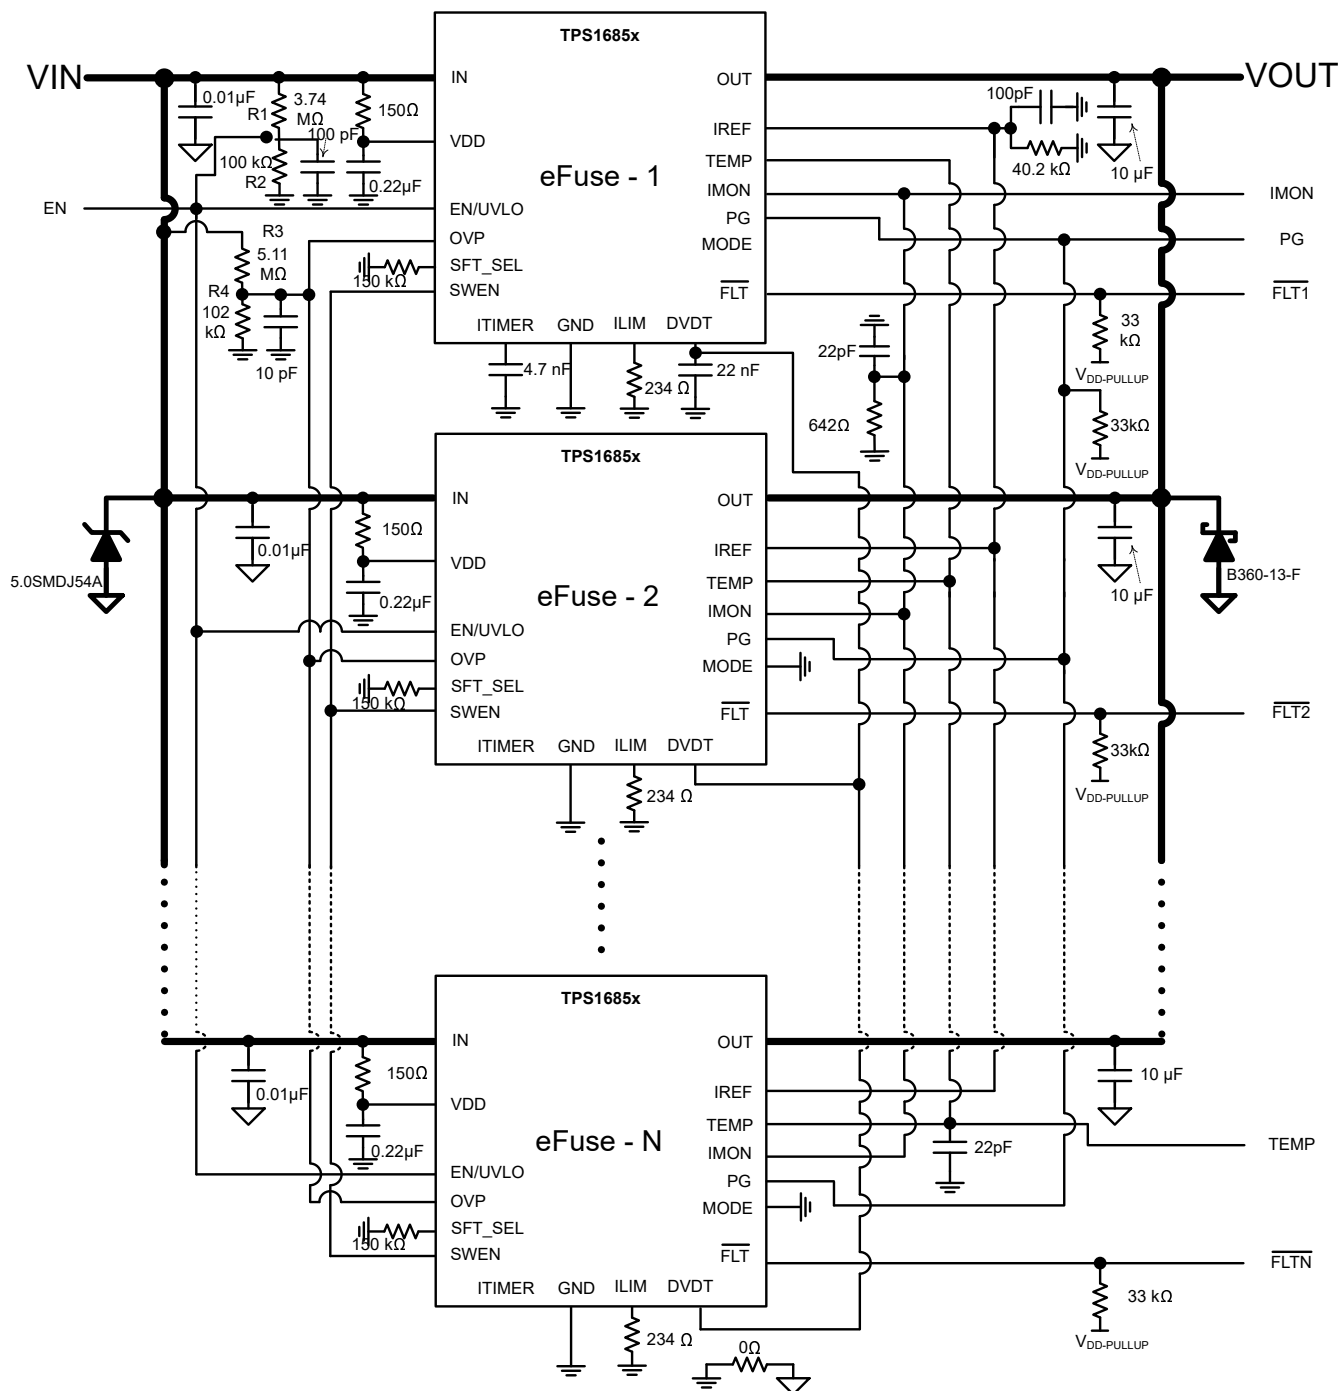 TPS1685x
VIN
IN
OUT
VOUT
0.01µF
R1
3.74
MΩ
150Ω
100pF
100 pF
VDD
IREF
100 kΩ
R2
0.22µF
eFuse - 1
TEMP
40.2 kΩ
10 µF
IMON
IMON
EN
EN/UVLO
PG
PG
R3
5.11
MΩ
OVP
MODE
SFT_SEL
150 kΩ
R4
102
kΩ
SWEN
FLT
FLT1
10 pF
ITIMER
GND
ILIM
DVDT
4.7 nF
234 Ω
22 nF
22pF
33
kΩ
VDD-PULLUP
642Ω
33kΩ
VDD-PULLUP
TPS1685x
IN
OUT
0.01µF
150Ω
VDD
IREF
5.0SMDJ54A
B360-13-F
10 µF
0.22µF
eFuse - 2
TEMP
IMON
EN/UVLO
PG
OVP
MODE
SFT_SEL
150 kΩ
SWEN
FLT
FLT2
ITIMER
GND
ILIM
DVDT
33kΩ
234 Ω
VDD-PULLUP
TPS1685x
IN
OUT
0.01µF
150Ω
10 µF
VDD
IREF
0.22µF
eFuse - N
TEMP
IMON
22pF
TEMP
EN/UVLO
PG
OVP
MODE
SFT_SEL
150 kΩ
SWEN
FLT
FLTN
ITIMER
GND
ILIM
DVDT
33 kΩ
234 Ω
0Ω
VDD-PULLUP